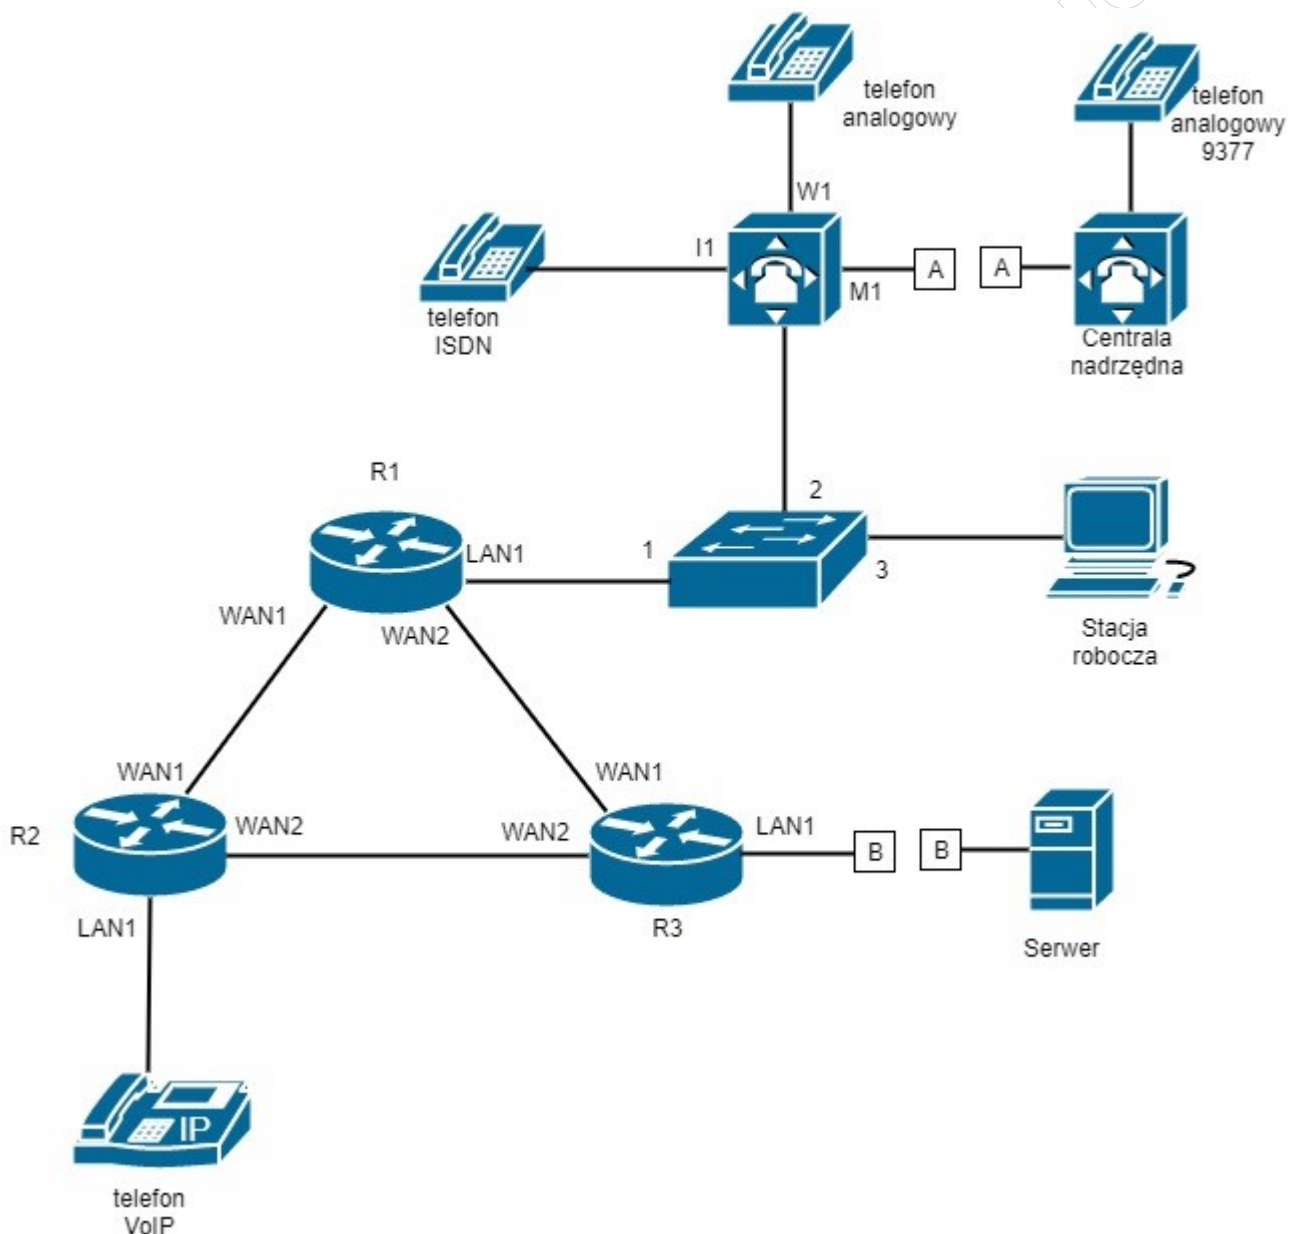 telefon
analogowy
telefon
analogowy
9377
W1
I1
M1
A
A
telefon
ISDN
Centrala
nadrzędna
R1
2
LAN1
1
3
WAN1
WAN2
Stacja
robocza
WAN1
WAN1
R2
WAN2
WAN2
LAN1
B
B
LAN1
R3
Serwer
IP
telefon
VoIP